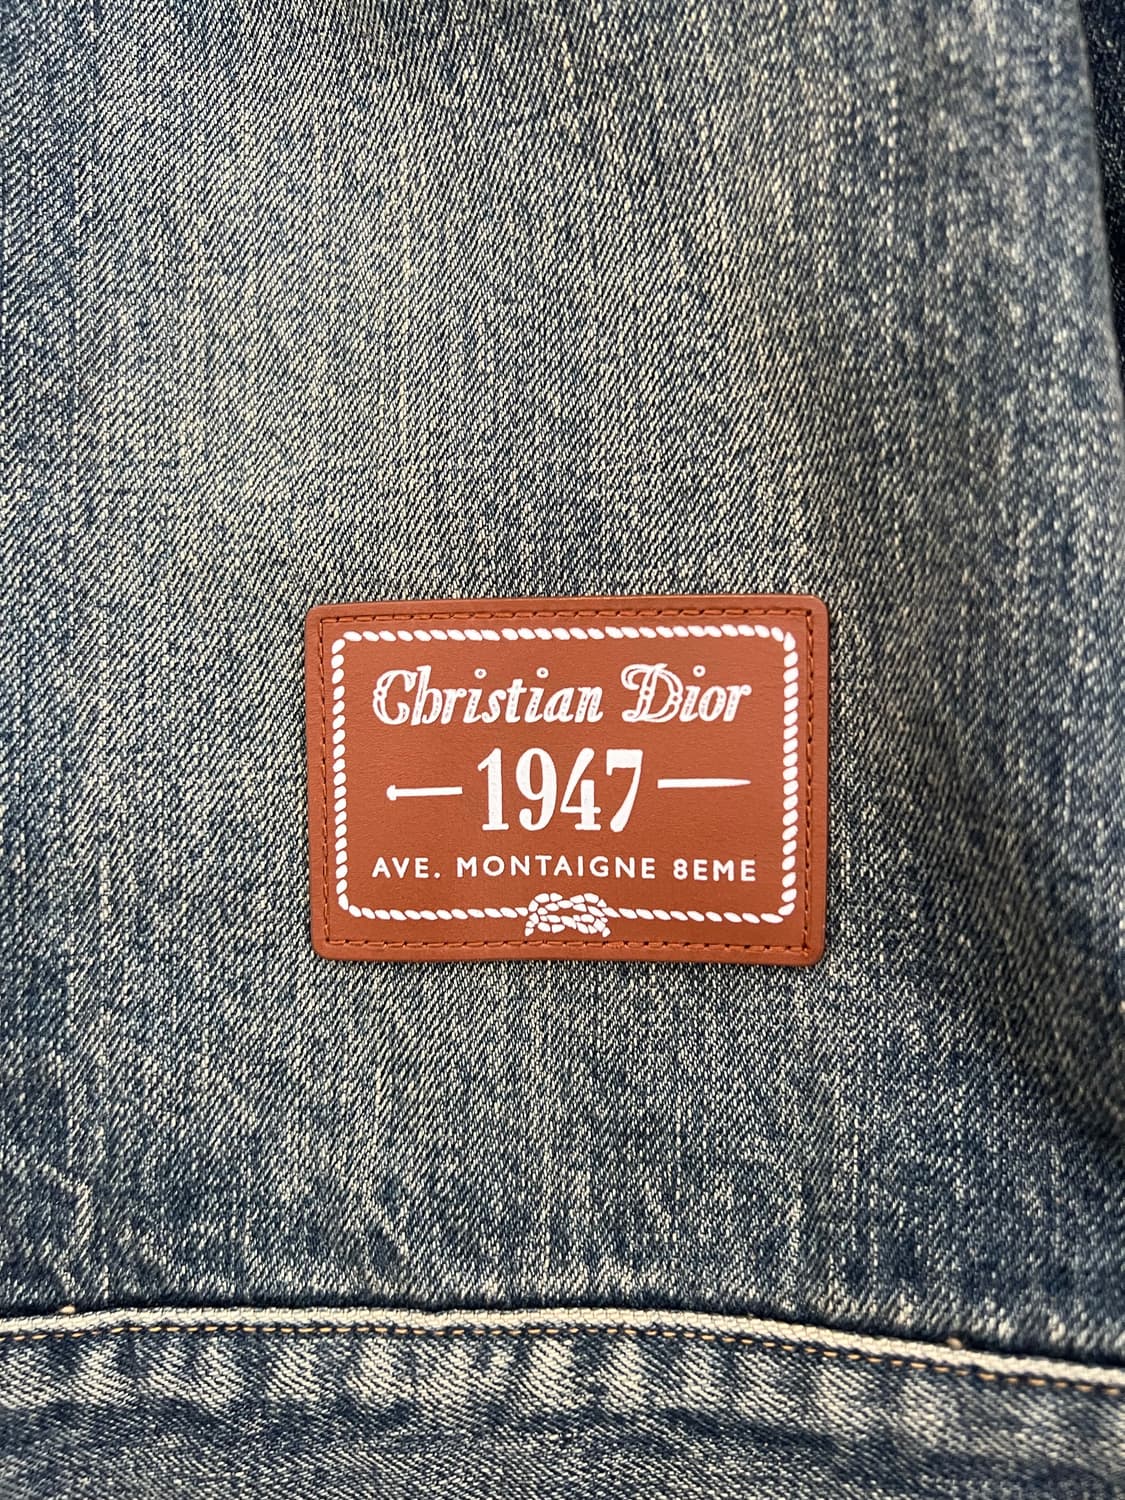 Christian Dior
1947
AVE. MONTAIGNE 8EME